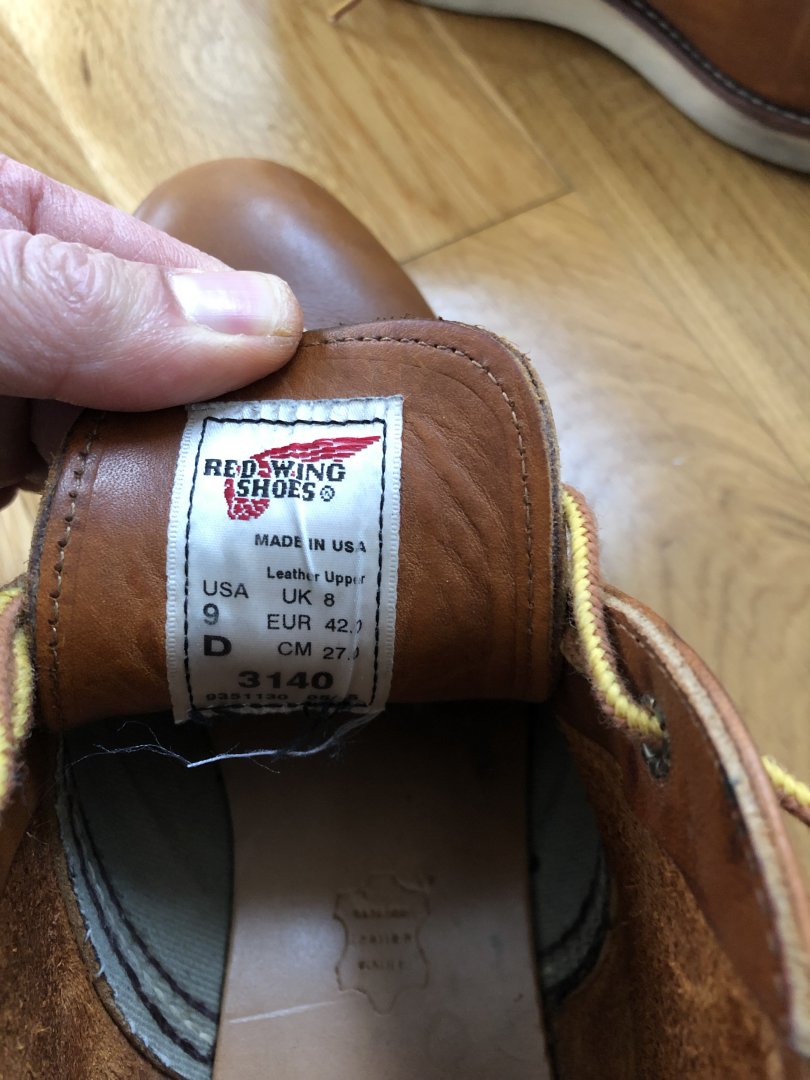 RED WING
SHOES®
MADE IN USA
Leather Upper
USA
9
D
UK 8
EUR 42.0
CM 27.0
3140